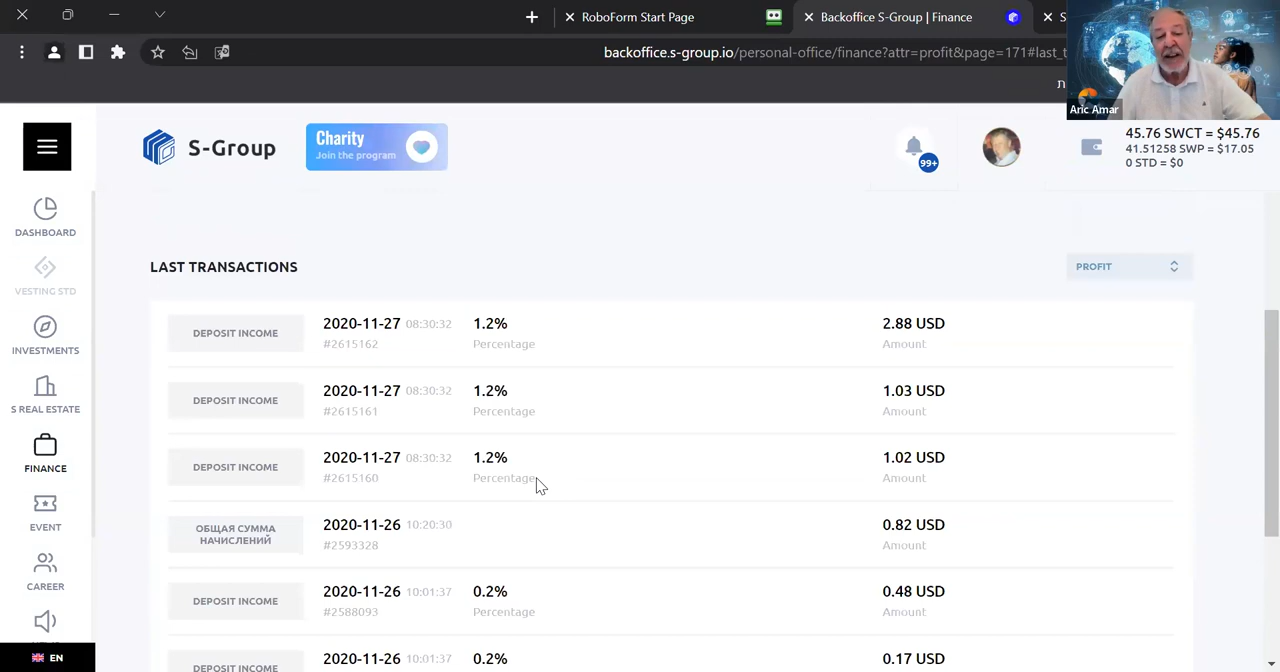 RoboForm Start Page
Backoffice S-Group | Finance
S
backoffice.s-group.io/personal-office/finance?attr=profit&page=171#last_t
ת
Aric Amar
S-Group
Charity
Join the program
99+
45.76 SWCT = $45.76
41.51258 SWP = $17.05
0 STD = $0
DASHBOARD
VESTING STD
INVESTMENTS
S REAL ESTATE
FINANCE
EVENT
CAREER
EN
LAST TRANSACTIONS
PROFIT
DEPOSIT INCOME
2020-11-27 08:30:32
#2615162
1.2%
Percentage
2.88 USD
Amount
DEPOSIT INCOME
2020-11-27 08:30:32
#2615161
1.2%
Percentage
1.03 USD
Amount
DEPOSIT INCOME
2020-11-27 08:30:32
#2615160
1.2%
Percentage
1.02 USD
Amount
ОБЩАЯ СУММА
НАЧИСЛЕНИЙ
2020-11-26 10:20:30
#2593328
0.82 USD
Amount
DEPOSIT INCOME
2020-11-26 10:01:37
#2588093
0.2%
Percentage
0.48 USD
Amount
DEPOSIT INCOME
2020-11-26 10:01:37
0.2%
0.17 USD